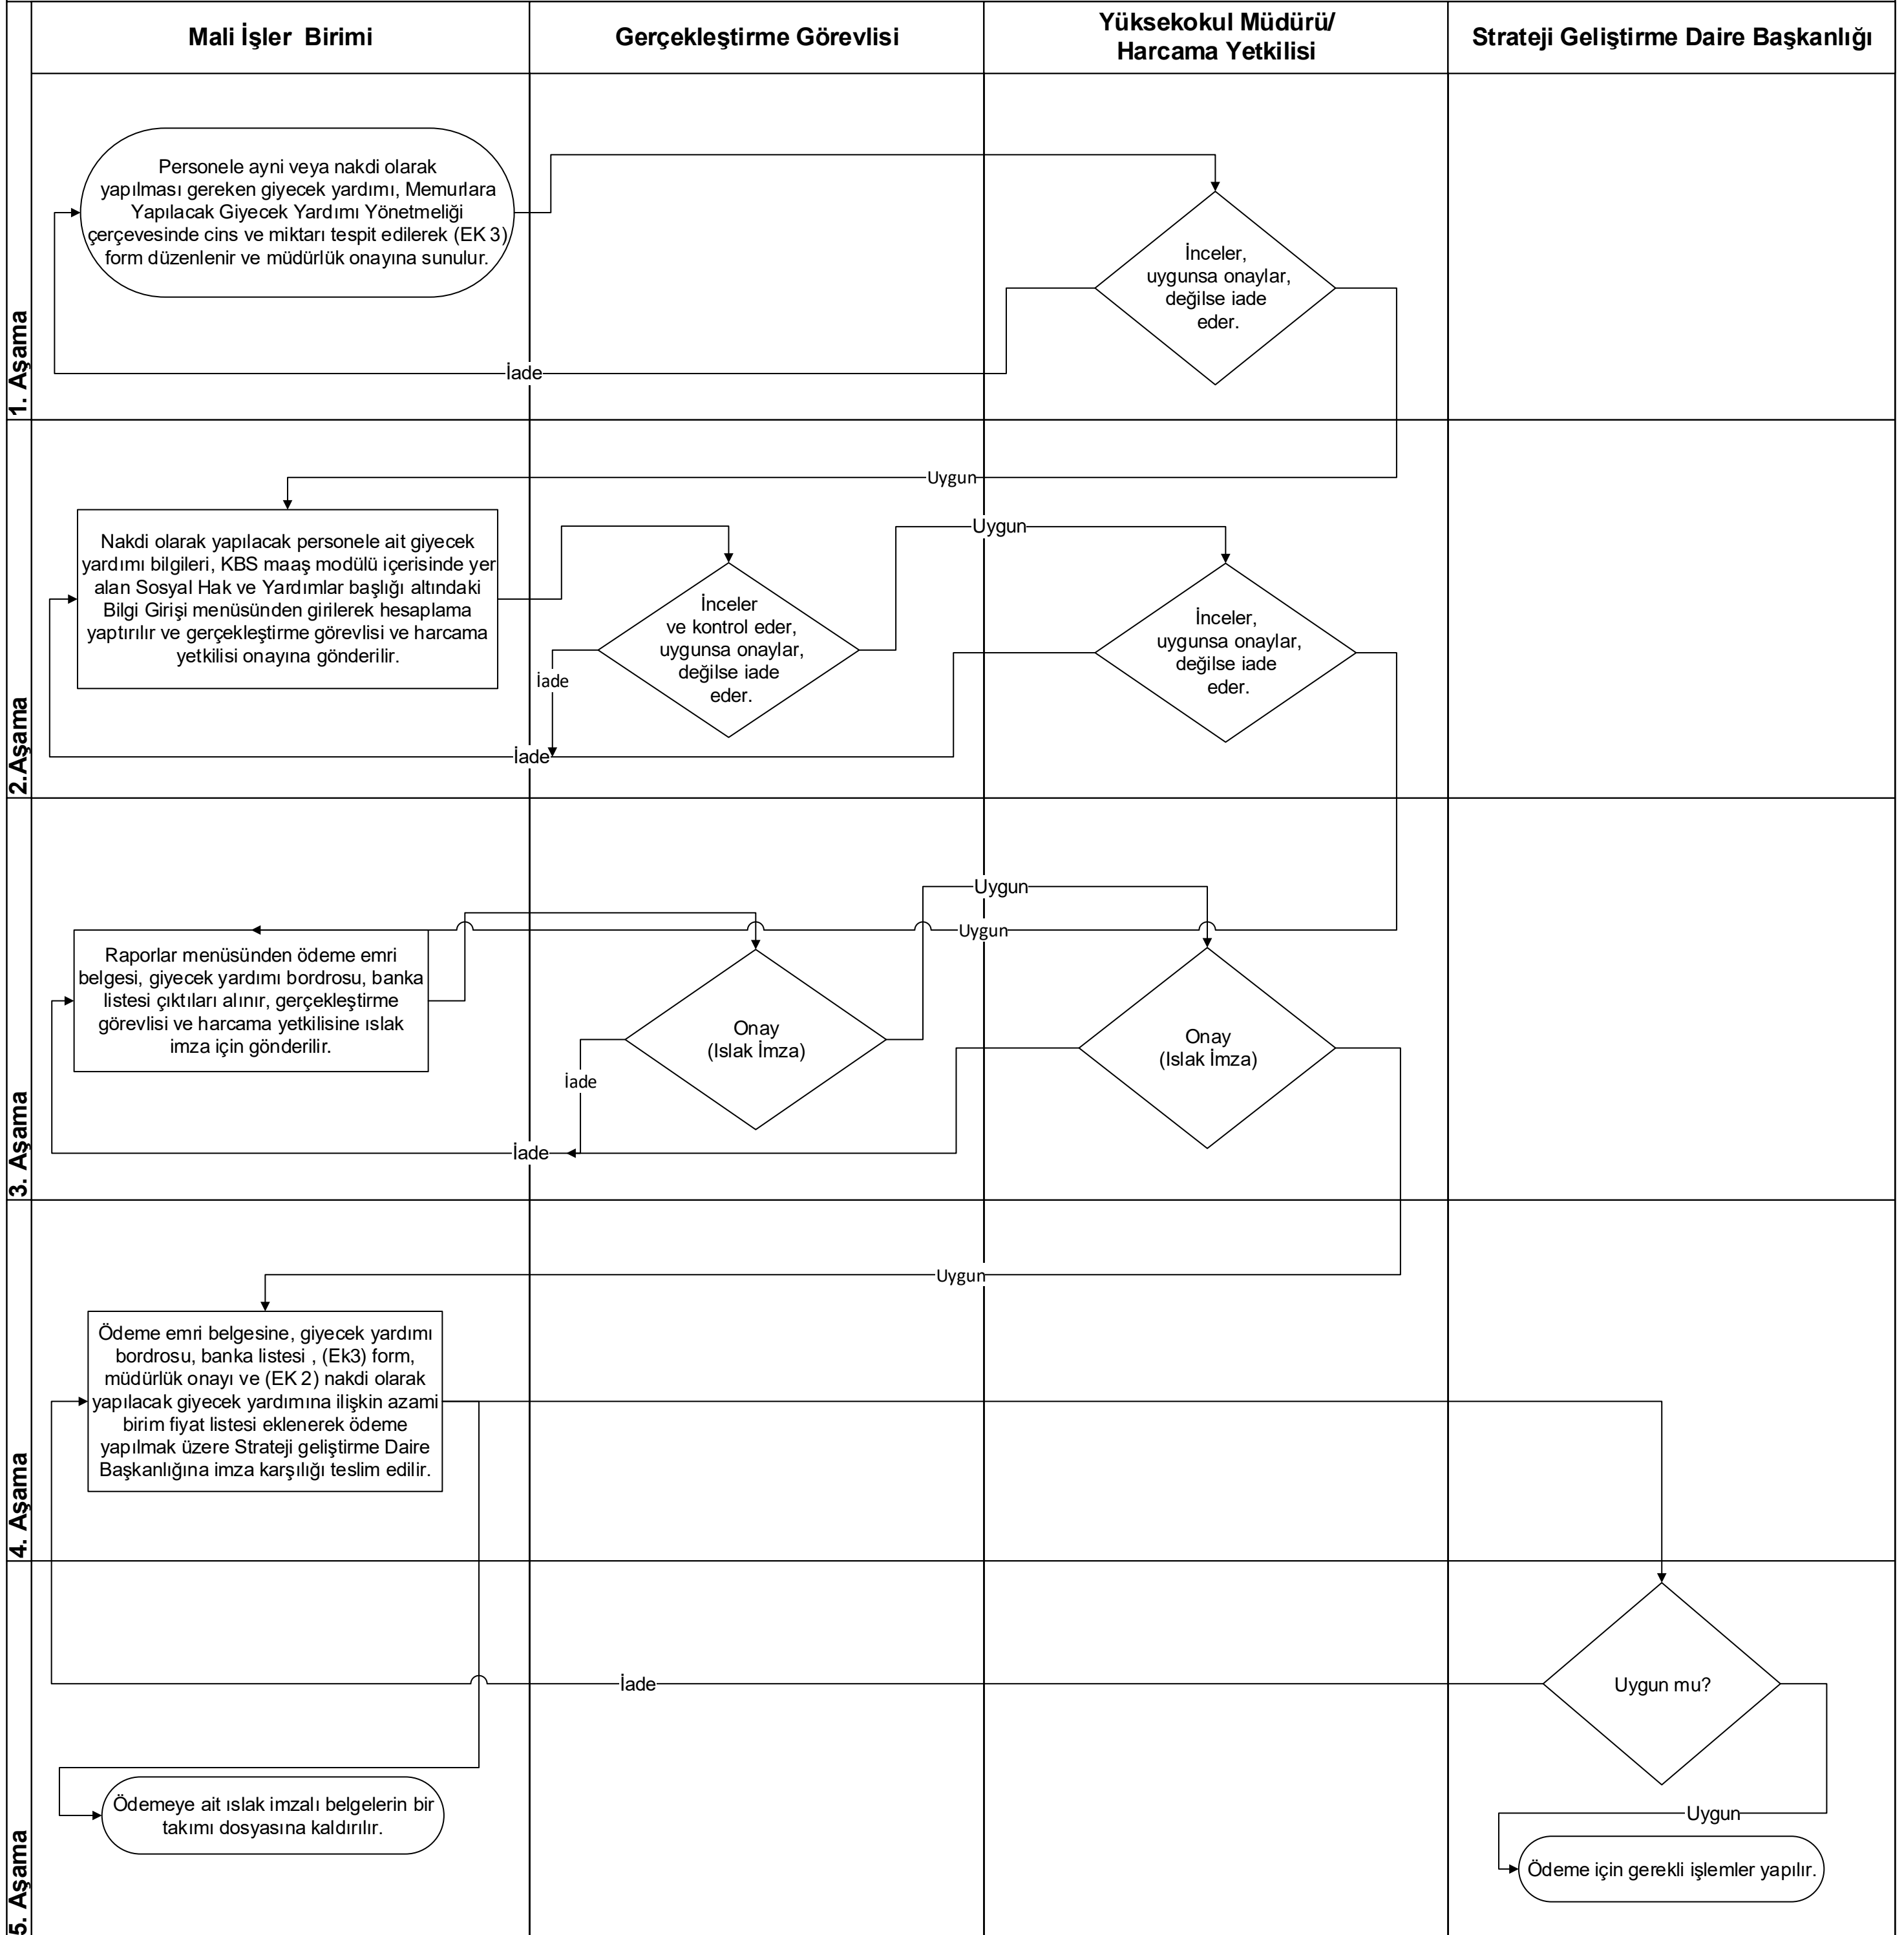 Mali İşler Birimi
Gerçekleştirme Görevlisi
Yüksekokul Müdürü/
Harcama Yetkilisi
Strateji Geliştirme Daire Başkanlığı
1. Aşama
Personele ayni veya nakdi olarak
yapılması gereken giyecek yardımı, Memurlara
Yapılacak Giyecek Yardımı Yönetmeliği
çerçevesinde cins ve miktarı tespit edilerek (EK 3)
form düzenlenir ve müdürlük onayına sunulur.
İnceler,
uygunsa onaylar,
değilse iade
eder.
İade
2.Aşama
Uygun
Nakdi olarak yapılacak personele ait giyecek
yardımı bilgileri, KBS maaş modülü içerisinde yer
alan Sosyal Hak ve Yardımlar başlığı altındaki
Bilgi Girişi menüsünden girilerek hesaplama
yaptırılır ve gerçekleştirme görevlisi ve harcama
yetkilisi onayına gönderilir.
İnceler
ve kontrol eder,
uygunsa onaylar,
değilse iade
eder.
Uygun
İnceler,
uygunsa onaylar,
değilse iade
eder.
İade
İade
3. Aşama
Uygun
Uygun
Raporlar menüsünden ödeme emri
belgesi, giyecek yardımı bordrosu, banka
listesi çıktıları alınır, gerçekleştirme
görevlisi ve harcama yetkilisine ıslak
imza için gönderilir.
Onay
(Islak İmza)
Onay
(Islak İmza)
İade
İade
4. Aşama
Uygun
Ödeme emri belgesine, giyecek yardımı
bordrosu, banka listesi , (Ek3) form,
müdürlük onayı ve (EK 2) nakdi olarak
yapılacak giyecek yardımına ilişkin azami
birim fiyat listesi eklenerek ödeme
yapılmak üzere Strateji geliştirme Daire
Başkanlığına imza karşılığı teslim edilir.
5. Aşama
İade
Uygun mu?
Ödemeye ait ıslak imzalı belgelerin bir
takımı dosyasına kaldırılır.
Uygun
Ödeme için gerekli işlemler yapılır.